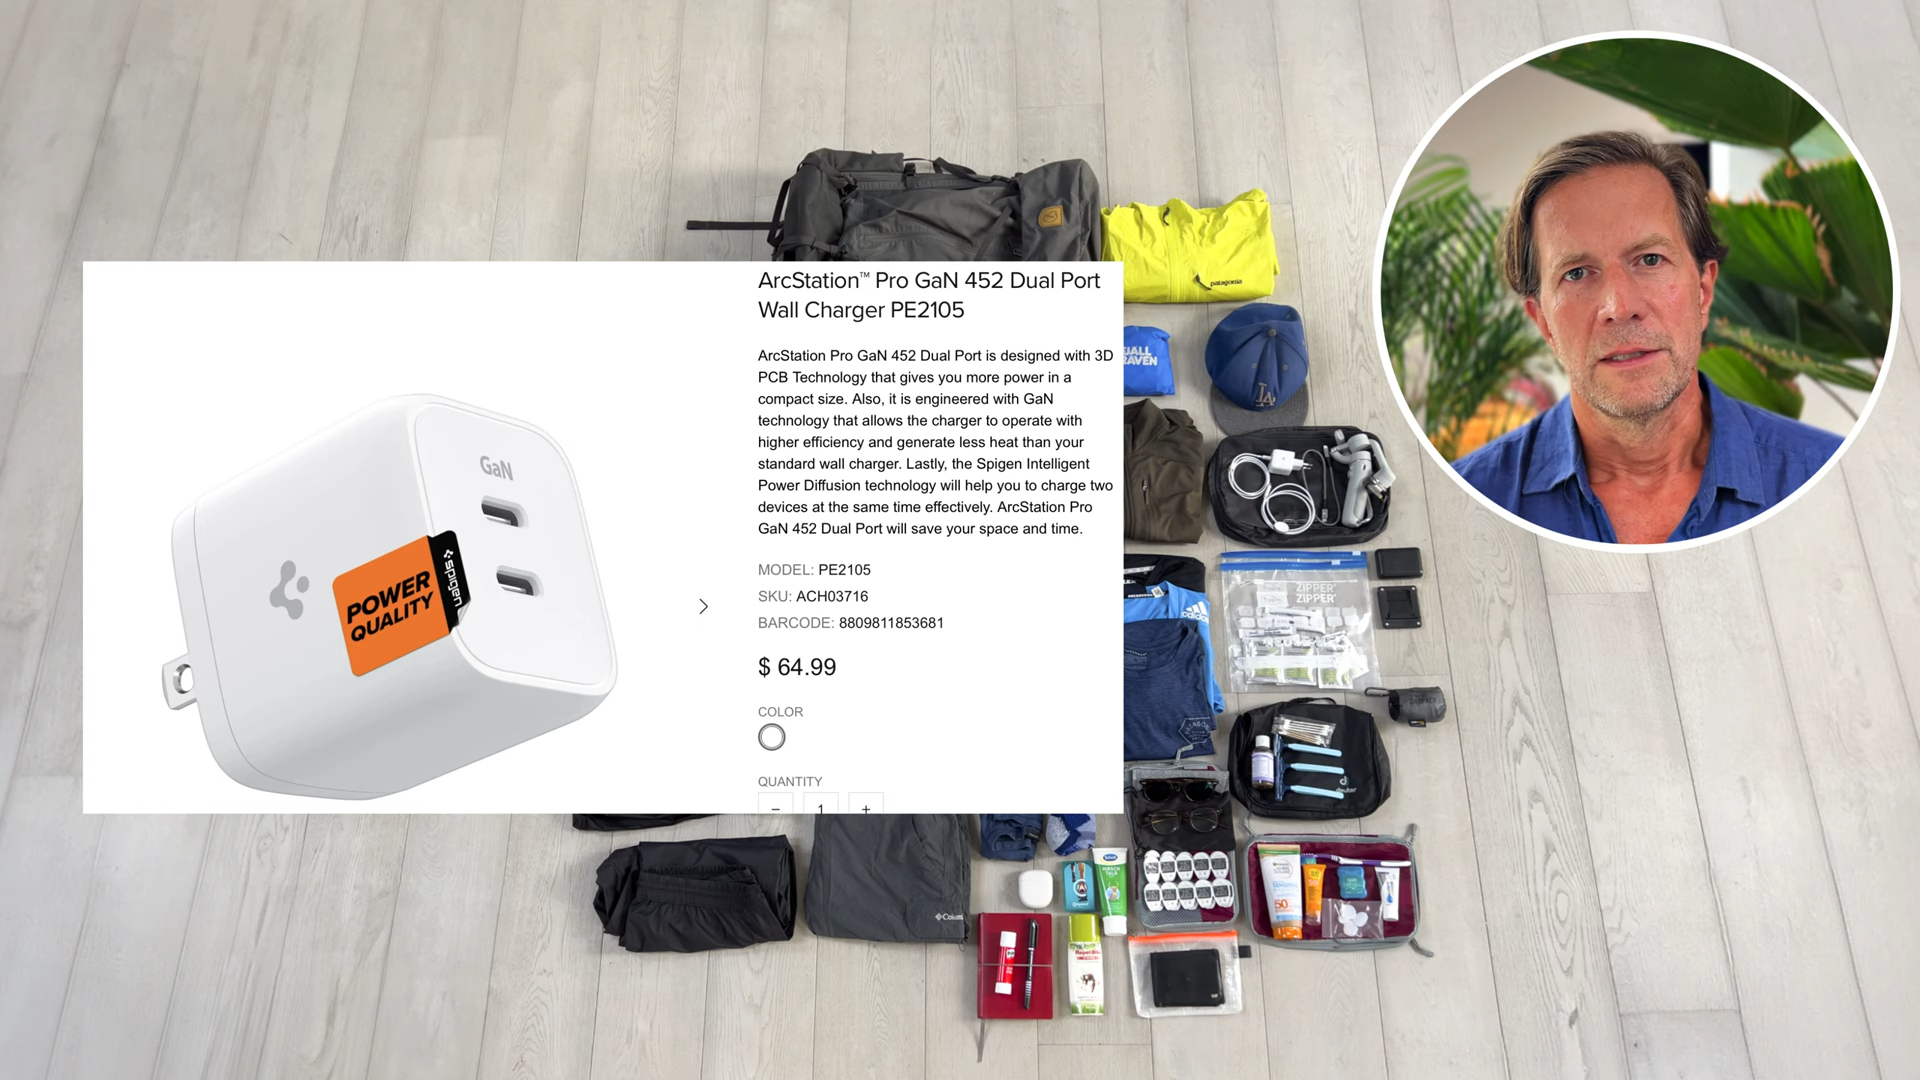 patagonia
ArcStation™ Pro GaN 452 Dual Port
Wall Charger PE2105
ArcStation Pro GaN 452 Dual Port is designed with 3D
PCB Technology that gives you more power in a
compact size. Also, it is engineered with GaN
technology that allows the charger to operate with
higher efficiency and generate less heat than your
standard wall charger. Lastly, the Spigen Intelligent
Power Diffusion technology will help you to charge two
devices at the same time effectively. ArcStation Pro
GaN 452 Dual Port will save your space and time.
MODEL: PE2105
SKU: ACH03716
BARCODE: 8809811853681
$ 64.99
COLOR
QUANTITY
− 1 +
GaN
POWER
QUALITY
spigen
RAVEN
LA
ZIPPER
ZIPPER
adidas
deuter
50